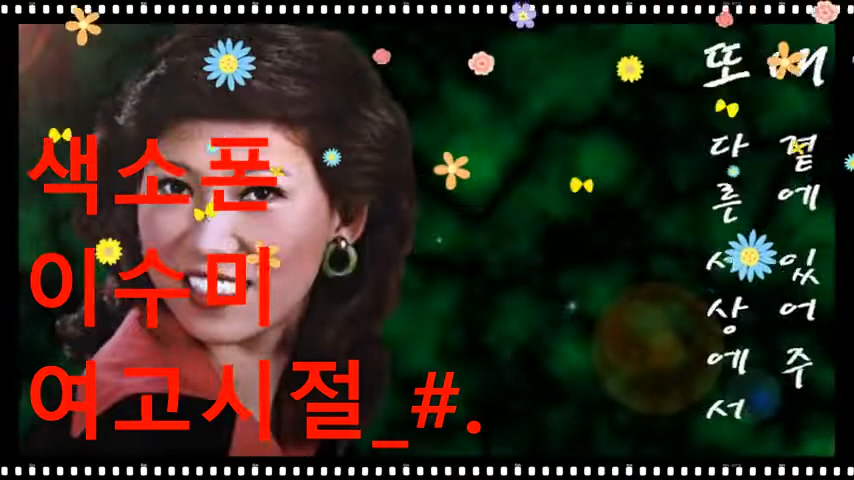 색소폰
이수미
여고시절_#.
내 곁에 있어주
또 다른 세상에서